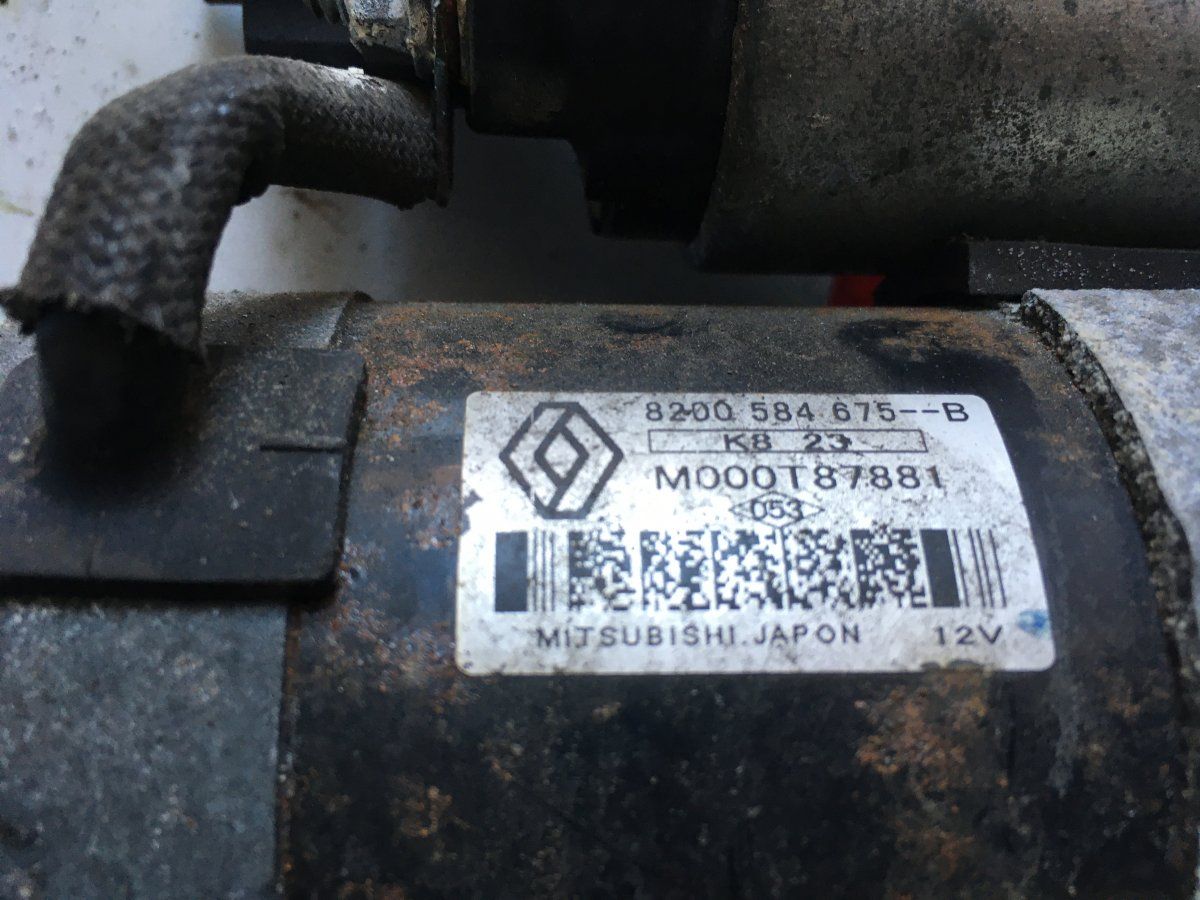 8200 584 675--B
K8 23
M000T87881
053
MITSUBISHI.JAPON 12V